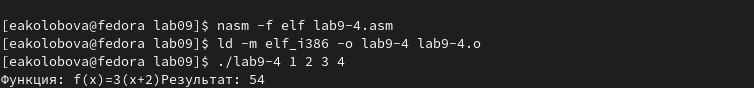 [eakolobova@fedora lab09]$ nasm -f elf lab9-4.asm
[eakolobova@fedora lab09]$ ld -m elf_i386 -o lab9-4 lab9-4.o
[eakolobova@fedora lab09]$ ./lab9-4 1 2 3 4
Функция: f(x)=3(x+2)Результат: 54